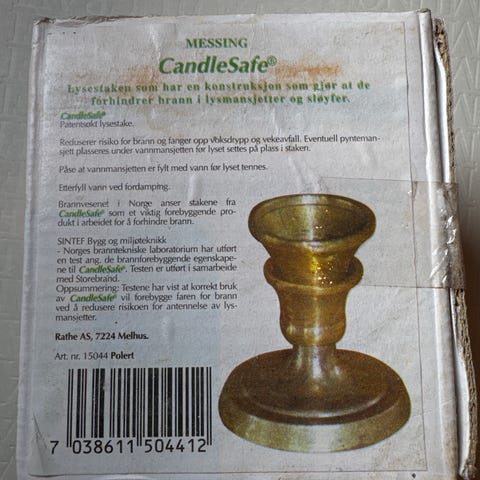 MESSING
CandleSafe®
Lysestaken som har en konstruksjon som gjør at de
forhindrer brann i lysmansjetter og sløyfer.
CandleSafe®
Patentsøkt lysestake.
Reduserer risiko for brann og fanger opp voksdrypp og vekeavfall. Eventuell pynteman-
sjett plasseres under vannmansjetten før lyset settes på plass i staken.
Påse at vannmansjetten er fylt med vann før lyset tennes.
Etterfyll vann ved fordamping.
Brannvesenet i Norge anser stakene fra
CandleSafe® som et viktig forebyggende pro-
dukt i arbeidet for å forhindre brann.
SINTEF Bygg og miljøteknikk
- Norges branntekniske laboratorium har utført
en test ang. de brannforebyggende egenskape-
ne til CandleSafe®. Testen er utført i samarbeide
med Storebrand.
Oppsummering: Testene har vist at korrekt bruk
av CandleSafe® vil forebygge faren for brann
ved å redusere risikoen for antennelse av lys-
mansjetter.
Rathe AS, 7224 Melhus.
Art. nr. 15044 Polert
7 038611 504412